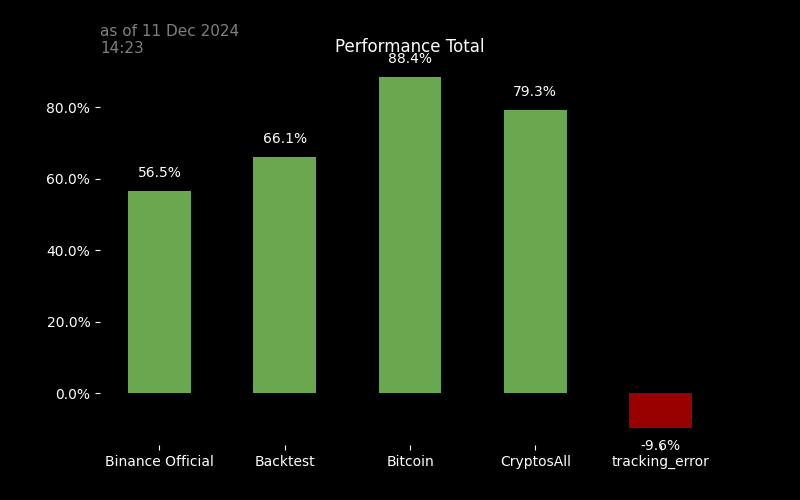 as of 11 Dec 2024
14:23
Performance Total
88.4%
79.3%
66.1%
56.5%
80.0%
60.0%
40.0%
20.0%
0.0%
-9.6%
Binance Official
Backtest
Bitcoin
CryptosAll
tracking_error